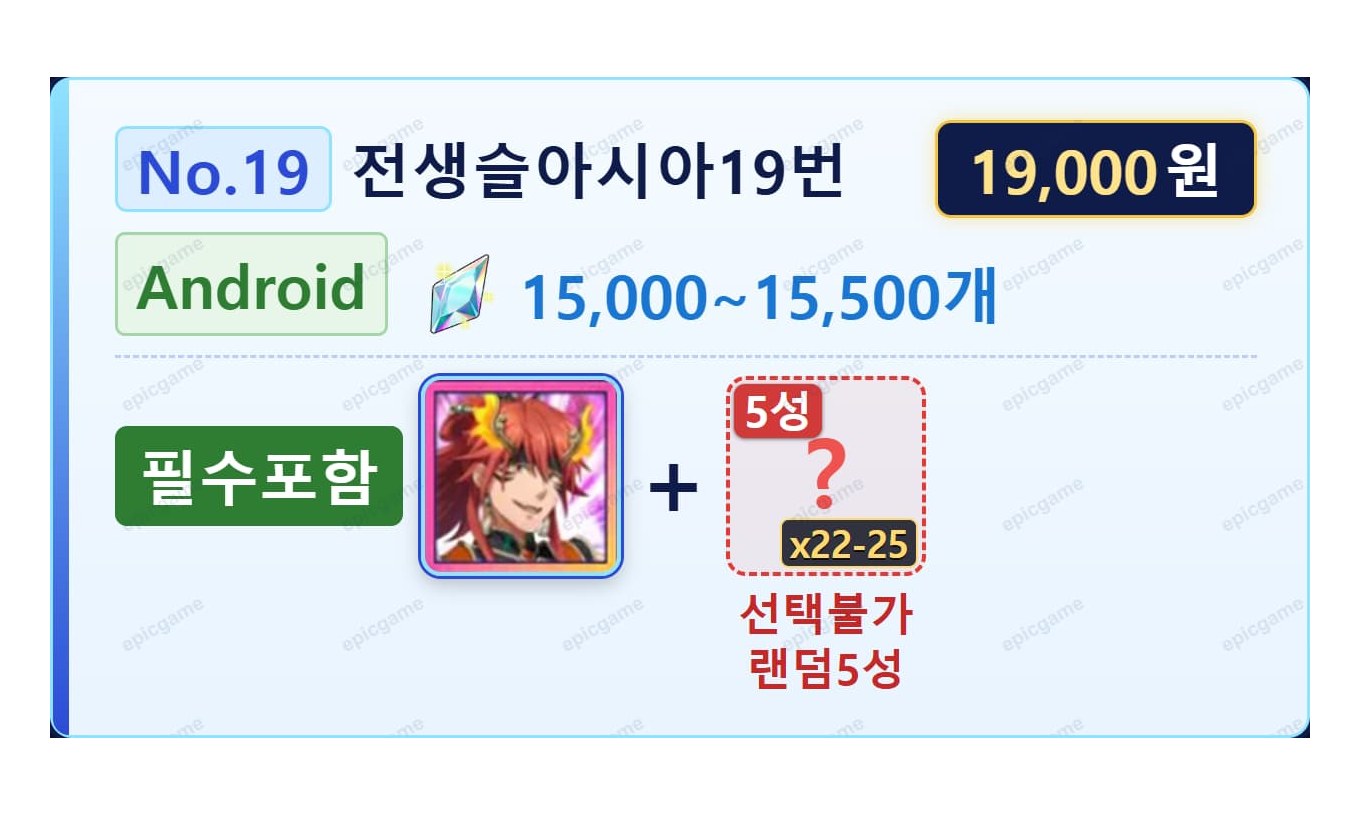 No.19 전생슬아시아19번 19,000원
Android 15,000~15,500개
필수포함 + 5성 ? x22-25
선택불가
랜덤5성
epicgame